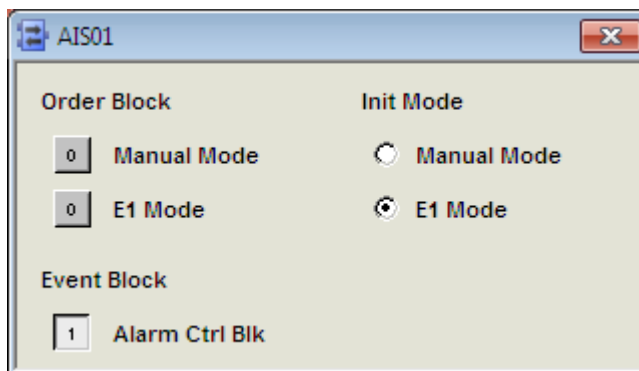 AIS01
Order Block
Init Mode
0 Manual Mode
Manual Mode
0 E1 Mode
E1 Mode
Event Block
1 Alarm Ctrl Blk